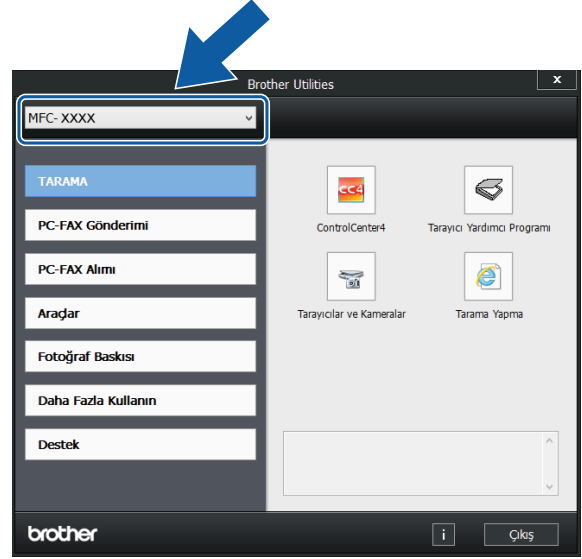 Brother Utilities
x
MFC- XXXX
TARAMA
PC-FAX Gönderimi
PC-FAX Alımı
Araçlar
Fotoğraf Baskısı
Daha Fazla Kullanın
Destek
CC4
ControlCenter4
Tarayıcı Yardımcı Programı
Tarayıcılar ve Kameralar
Tarama Yapma
brother
i
Çıkış